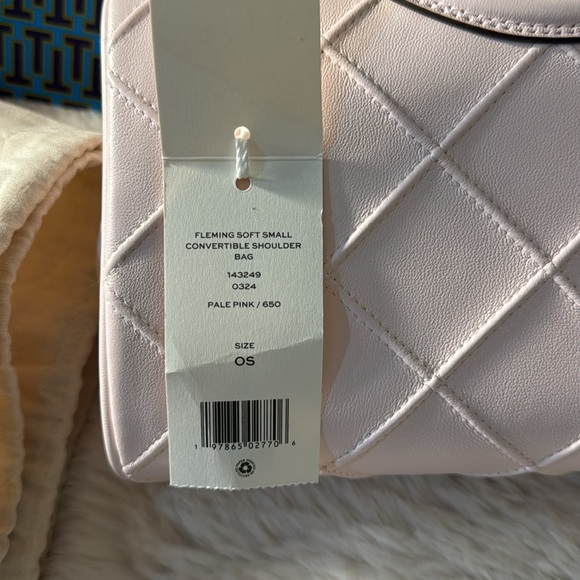 FLEMING SOFT SMALL
CONVERTIBLE SHOULDER
BAG
143249
0324
PALE PINK / 650
SIZE
OS
1 97865 02770 6